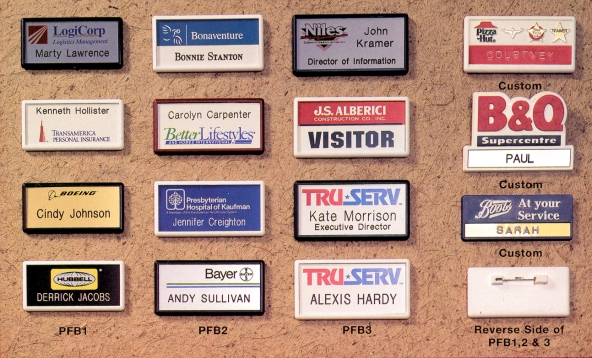 LogiCorp
Logistics Management
Marty Lawrence
Bonaventure
BONNIE STANTON
Niles
John
Kramer
Director of Information
Pizza
Hut
COURTNEY
Custom
Kenneth Hollister
TRANSAMERICA
PERSONAL INSURANCE
Carolyn Carpenter
BetterLifestyles
J.S. ALBERICI
CONSTRUCTION CO. INC.
VISITOR
B&Q
Supercentre
PAUL
Custom
BOEING
Cindy Johnson
Presbyterian
Hospital of Kaufman
Jennifer Creighton
TRU★SERV
Kate Morrison
Executive Director
Boots
At your
Service
SARAH
Custom
HUBBELL
DERRICK JACOBS
PFB1
Bayer
BAYER
ANDY SULLIVAN
PFB2
TRU★SERV
ALEXIS HARDY
PFB3
Reverse Side of
PFB1,2 & 3